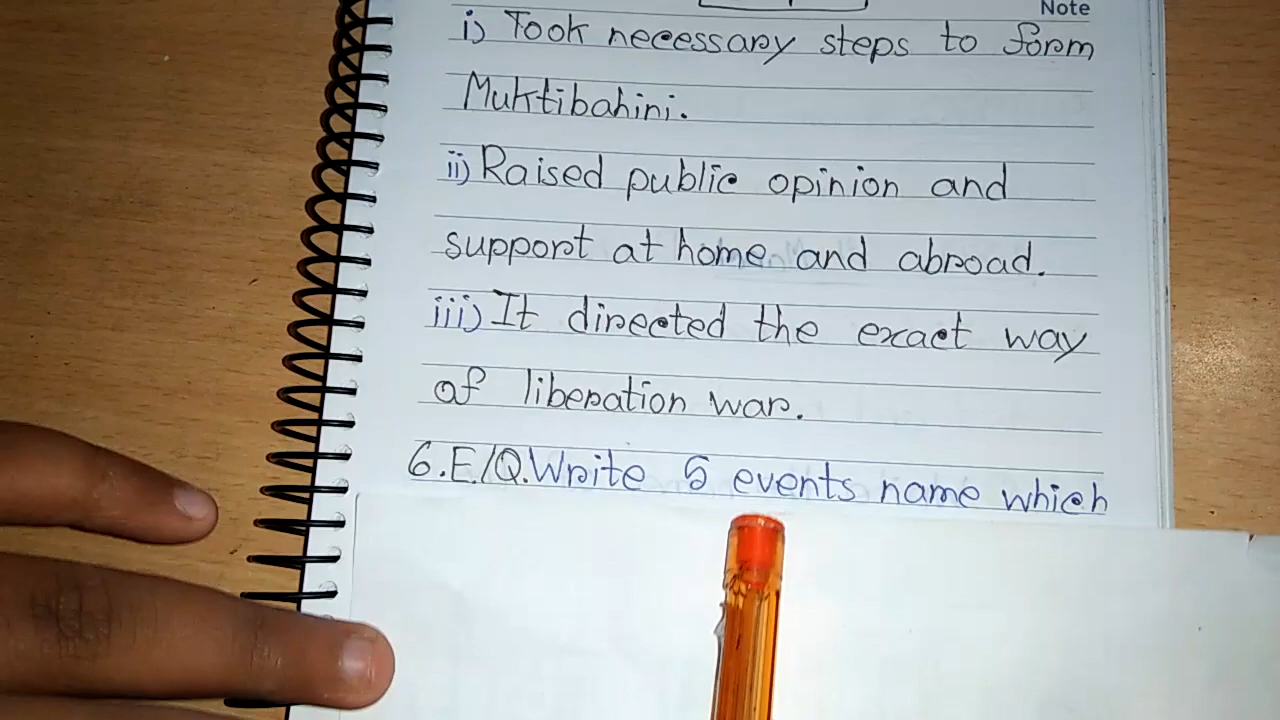 Note
i) Took necessary steps to form
Muktibahini.
ii) Raised public opinion and
support at home and abroad.
iii) It directed the exact way
of liberation war.
6.E/Q.Write 5 events name which